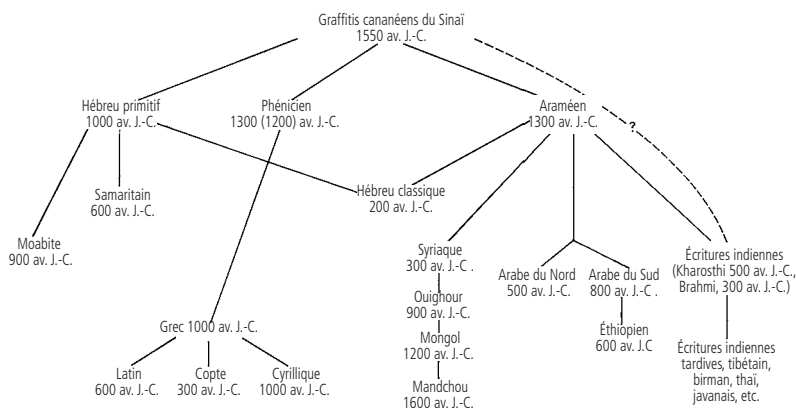 Graffitis cananéens du Sinaï
1550 av. J.-C.
Hébreu primitif
1000 av. J.-C.
Phénicien
1300 (1200) av. J.-C.
Araméen
1300 av. J.-C.
?
Samaritain
600 av. J.-C.
Hébreu classique
200 av. J.-C.
Moabite
900 av. J.-C.
Syriaque
300 av. J.-C .
Arabe du Nord
500 av. J.-C.
Arabe du Sud
800 av. J.-C .
Écritures indiennes
(Kharosthi 500 av. J.-C.,
Brahmi, 300 av. J.-C.)
Ouighour
900 av. J.-C.
Grec 1000 av. J.-C.
Mongol
1200 av. J.-C.
Éthiopien
600 av. J.C
Écritures indiennes
tardives, tibétain,
birman, thaï,
javanais, etc.
Latin
600 av. J.-C.
Copte
300 av. J.-C.
Cyrillique
1000 av. J.-C.
Mandchou
1600 av. J.-C.